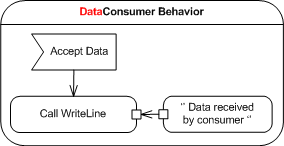 DataConsumer Behavior
Accept Data
Call WriteLine
“ Data received
by consumer “